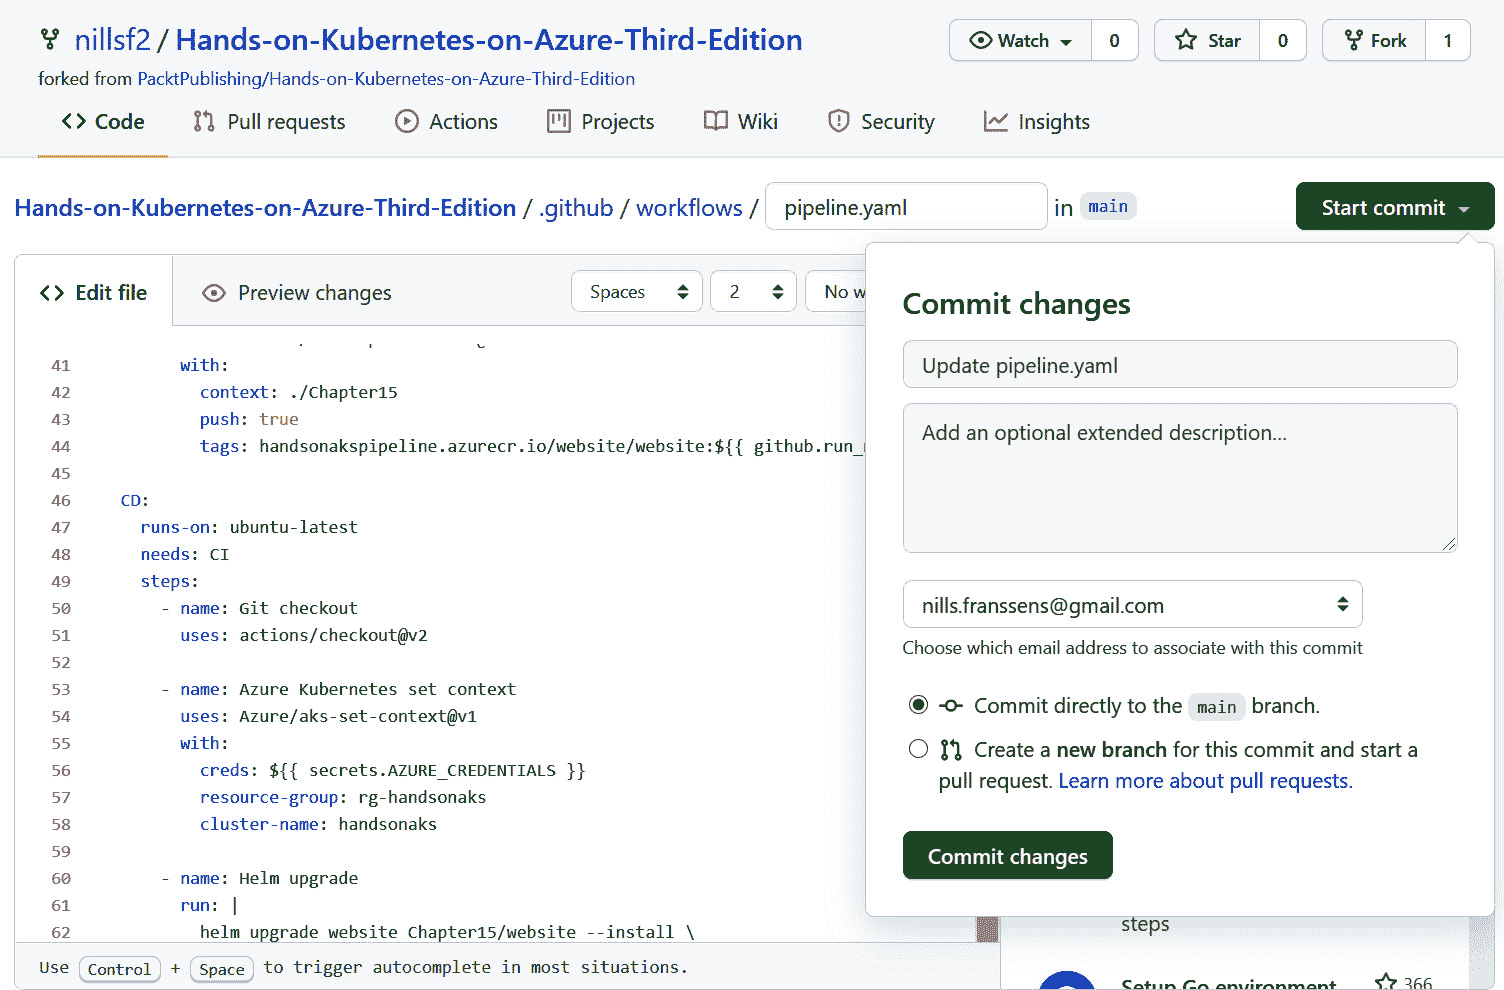 nillsf2 / Hands-on-Kubernetes-on-Azure-Third-Edition
Watch 0 Star 0 Fork 1
forked from PacktPublishing/Hands-on-Kubernetes-on-Azure-Third-Edition
Code Pull requests Actions Projects Wiki Security Insights
Hands-on-Kubernetes-on-Azure-Third-Edition / .github / workflows / pipeline.yaml in main
Start commit
Edit file Preview changes Spaces 2 No w
41 with:
42 context: ./Chapter15
43 push: true
44 tags: handsonakspipeline.azurecr.io/website/website:${{ github.run_
45
46 CD:
47 runs-on: ubuntu-latest
48 needs: CI
49 steps:
50 - name: Git checkout
51 uses: actions/checkout@v2
52
53 - name: Azure Kubernetes set context
54 uses: Azure/aks-set-context@v1
55 with:
56 creds: ${{ secrets.AZURE_CREDENTIALS }}
57 resource-group: rg-handsonaks
58 cluster-name: handsonaks
59
60 - name: Helm upgrade
61 run: |
62 helm upgrade website Chapter15/website --install \
Use Control + Space to trigger autocomplete in most situations.
Commit changes
Update pipeline.yaml
Add an optional extended description...
nills.franssens@gmail.com
Choose which email address to associate with this commit
Commit directly to the main branch.
Create a new branch for this commit and start a
pull request. Learn more about pull requests.
Commit changes
steps
Setup Go environment 366